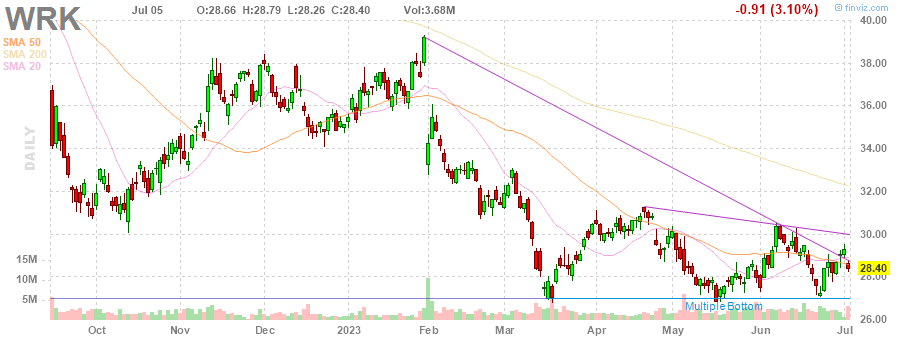 WRK Jul 05 O:28.66 H:28.79 L:28.26 C:28.40 Vol:3.68M -0.91 (3.10%) finviz.com
SMA 50
SMA 200
SMA 20
DAILY
40.00
38.00
36.00
34.00
32.00
30.00
28.40
28.00
26.00
15M
10M
5M
Multiple Bottom
Oct Nov Dec 2023 Feb Mar Apr May Jun Jul